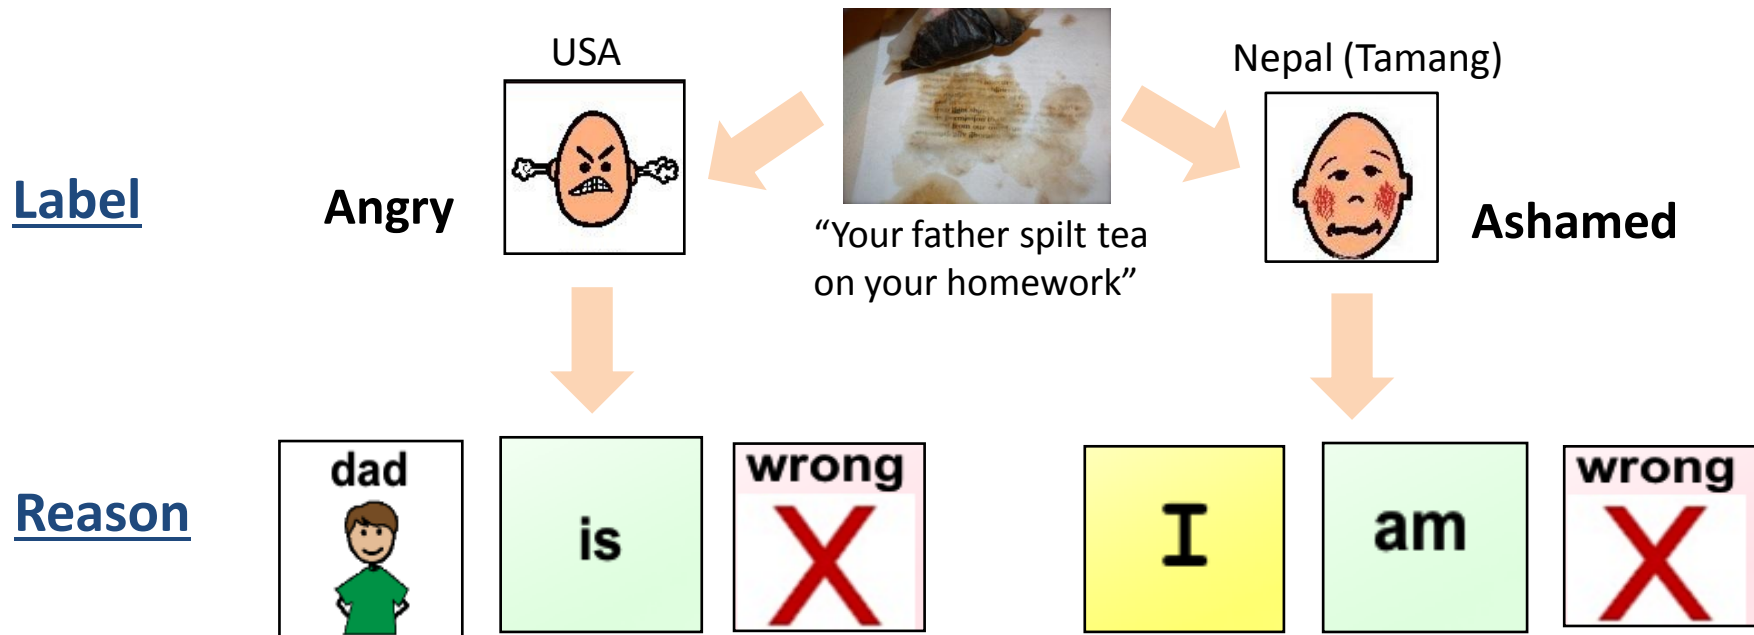 USA
Nepal (Tamang)
Label
Angry
Ashamed
“Your father spilt tea
on your homework”
Reason
dad
is
wrong
I
am
wrong